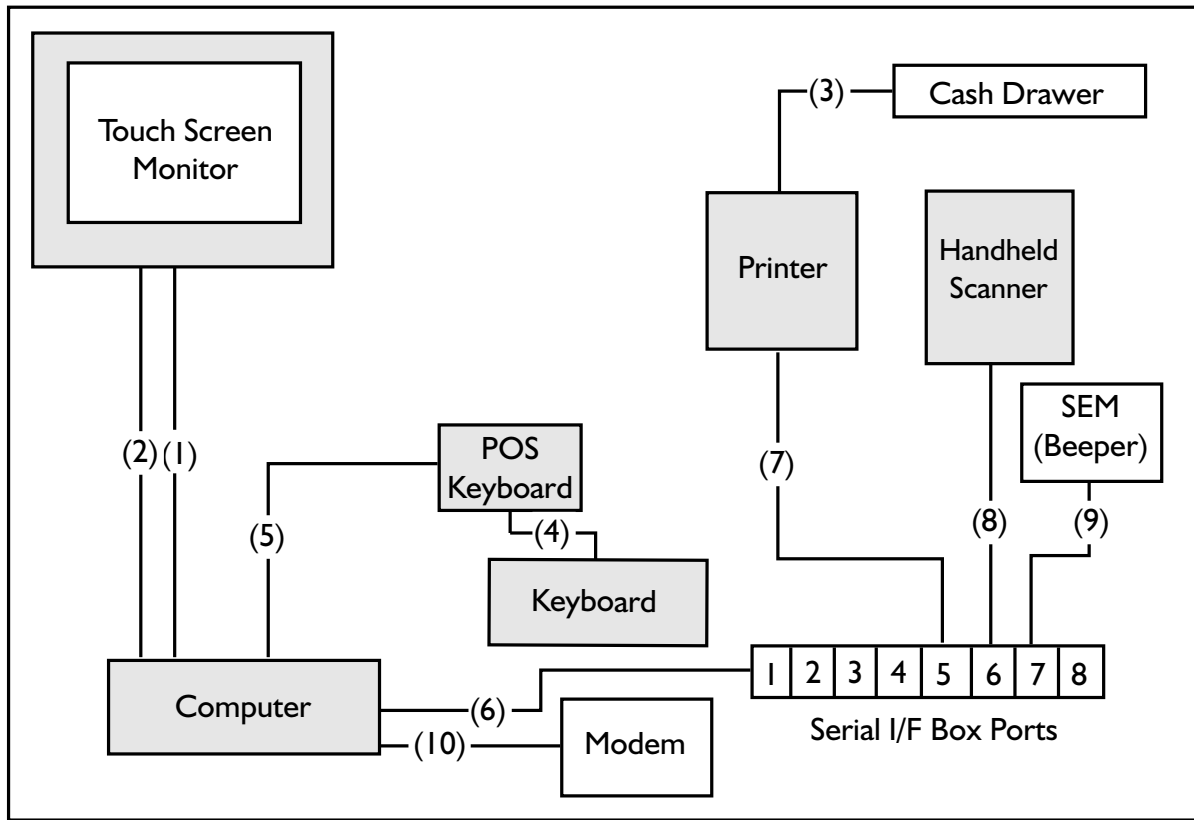 Touch Screen
Monitor
(3)
Cash Drawer
Printer
Handheld
Scanner
(2)
(1)
POS
Keyboard
(5)
(4)
Keyboard
(7)
SEM
(Beeper)
(8)
(9)
Computer
(6)
(10)
Modem
1 2 3 4 5 6 7 8
Serial I/F Box Ports